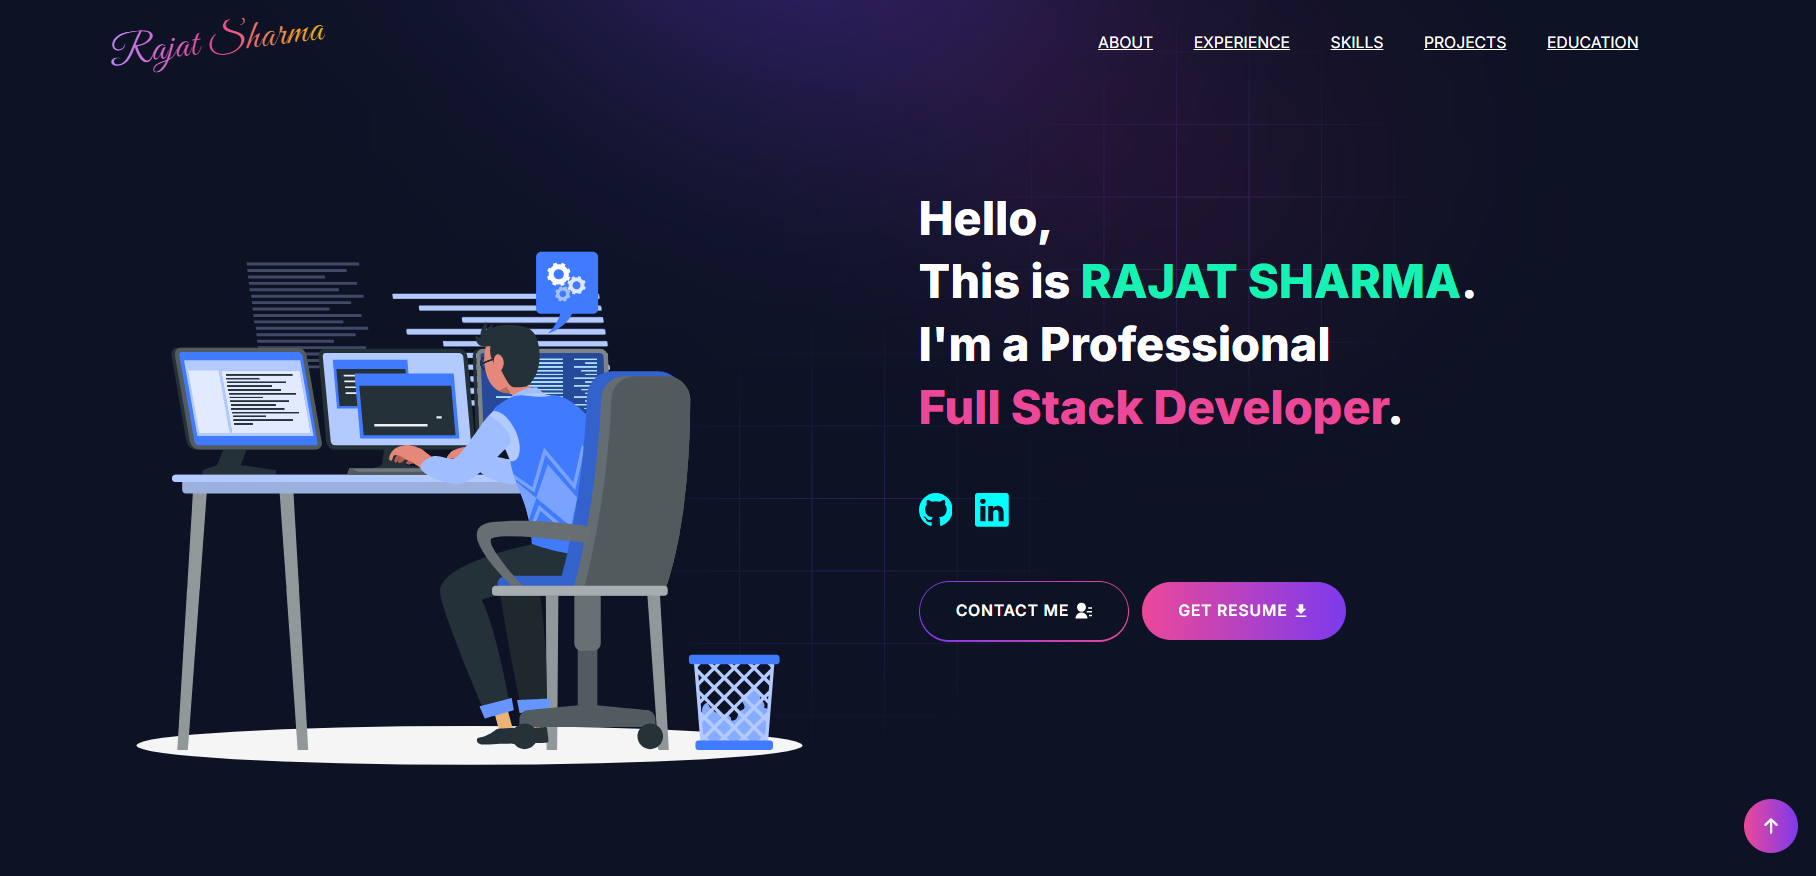 Rajat Sharma
ABOUT EXPERIENCE SKILLS PROJECTS EDUCATION
Hello,
This is RAJAT SHARMA.
I'm a Professional
Full Stack Developer.
in
CONTACT ME
GET RESUME